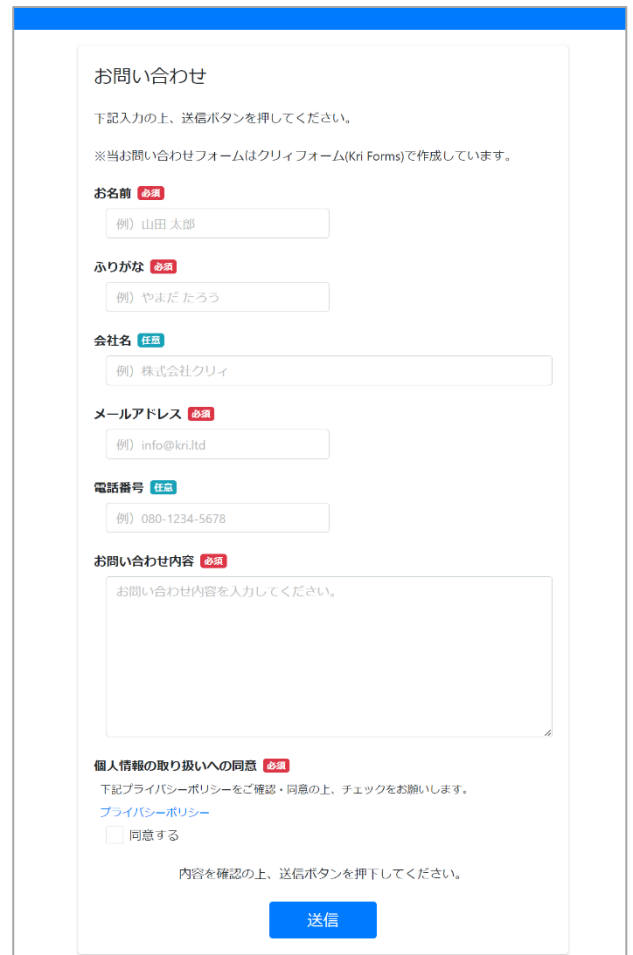 お問い合わせ
下記入力の上、送信ボタンを押してください。
※当お問い合わせフォームはクリィフォーム(Kri Forms)で作成しています。
お名前 必須
例）山田 太郎
ふりがな 必須
例）やまだ たろう
会社名 任意
例）株式会社クリィ
メールアドレス 必須
例）info@kri.ltd
電話番号 任意
例）080-1234-5678
お問い合わせ内容 必須
お問い合わせ内容を入力してください。
個人情報の取り扱いへの同意 必須
下記プライバシーポリシーをご確認・同意の上、チェックをお願いします。
プライバシーポリシー
同意する
内容を確認の上、送信ボタンを押下してください。
送信